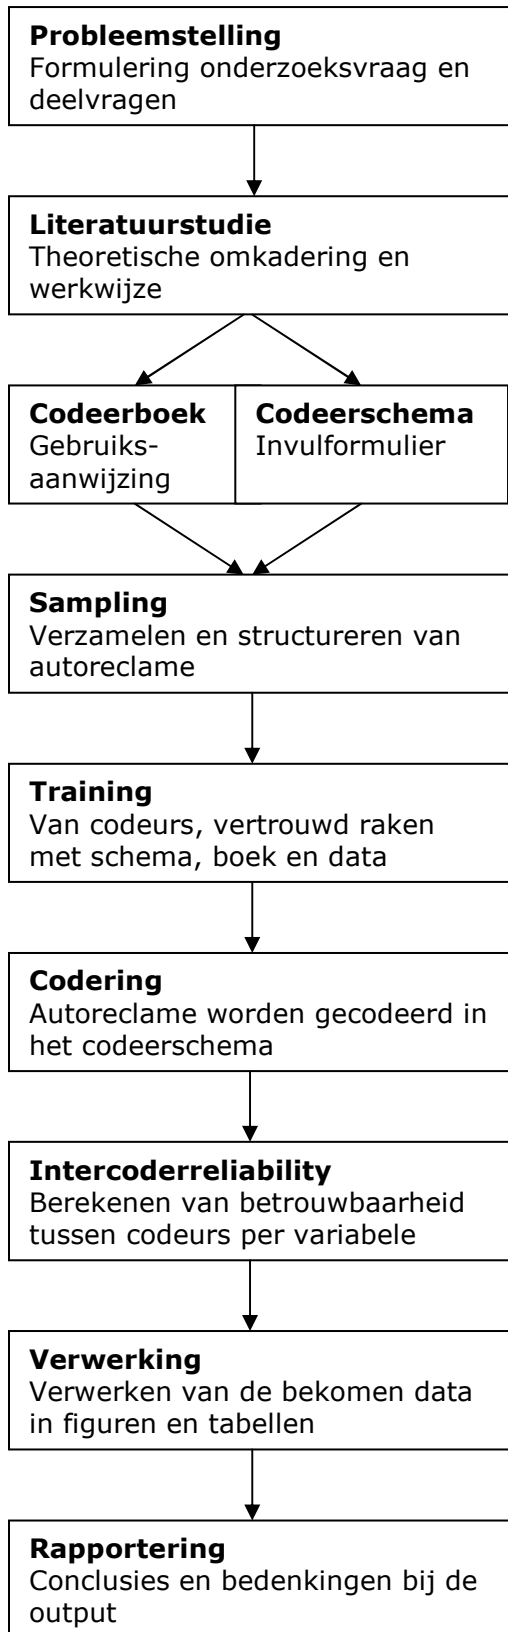 Probleemstelling
Formulering onderzoeksvraag en
deelvragen
Literatuurstudie
Theoretische omkadering en
werkwijze
Codeerboek
Gebruiks-
aanwijzing
Codeerschema
Invulformulier
Sampling
Verzamelen en structureren van
autoreclame
Training
Van codeurs, vertrouwd raken
met schema, boek en data
Codering
Autoreclame worden gecodeerd in
het codeerschema
Intercoderreliability
Berekenen van betrouwbaarheid
tussen codeurs per variabele
Verwerking
Verwerken van de bekomen data
in figuren en tabellen
Rapportering
Conclusies en bedenkingen bij de
output